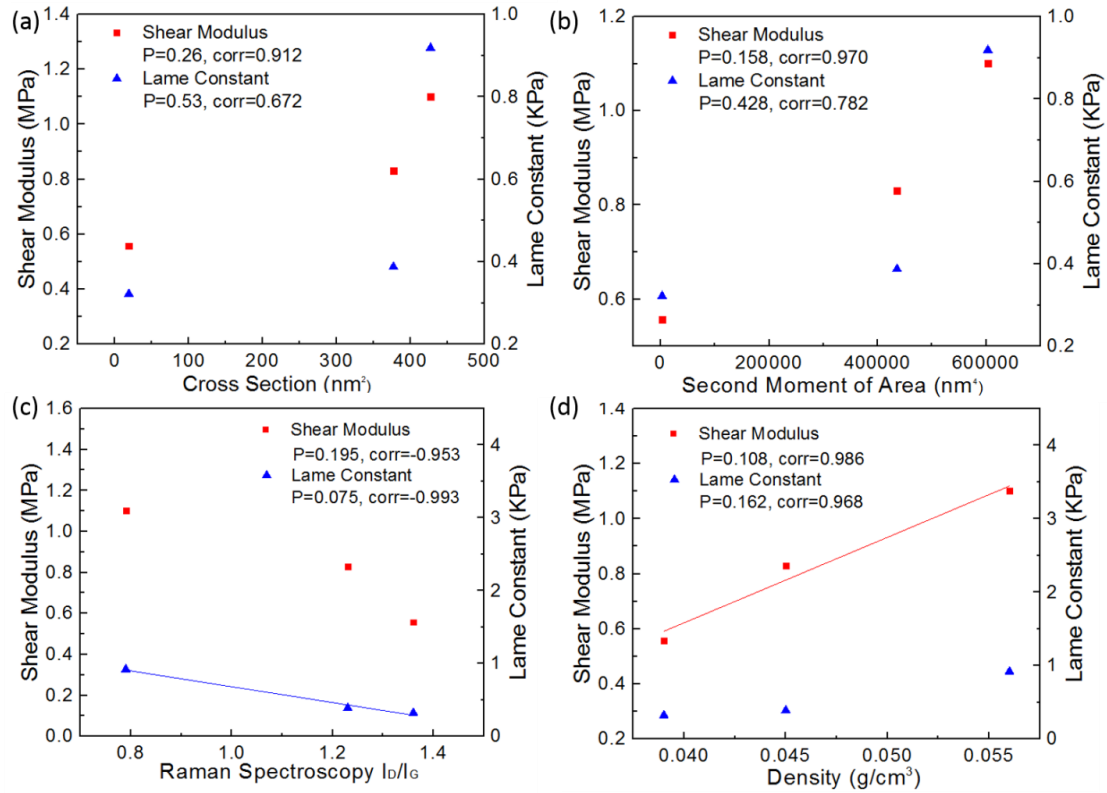 (a)
Shear Modulus
P=0.26, corr=0.912
Lame Constant
P=0.53, corr=0.672
Shear Modulus (MPa)
1.4
1.2
1.0
0.8
0.6
0.4
0.2
Lame Constant (KPa)
1.0
0.8
0.6
0.4
0.2
0 100 200 300 400 500
Cross Section (nm²)
(b)
Shear Modulus
P=0.158, corr=0.970
Lame Constant
P=0.428, corr=0.782
Shear Modulus (MPa)
1.2
1.0
0.8
0.6
Lame Constant (KPa)
1.0
0.8
0.6
0.4
0.2
0 200000 400000 600000
Second Moment of Area (nm⁴)
(c)
Shear Modulus
P=0.195, corr=-0.953
Lame Constant
P=0.075, corr=-0.993
Shear Modulus (MPa)
1.6
1.4
1.2
1.0
0.8
0.6
0.4
0.2
0.0
Lame Constant (KPa)
4
3
2
1
0
0.8 1.0 1.2 1.4
Raman Spectroscopy ID/IG
(d)
Shear Modulus
P=0.108, corr=0.986
Lame Constant
P=0.162, corr=0.968
Shear Modulus (MPa)
1.4
1.2
1.0
0.8
0.6
0.4
0.2
Lame Constant (KPa)
4
3
2
1
0
0.040 0.045 0.050 0.055
Density (g/cm³)